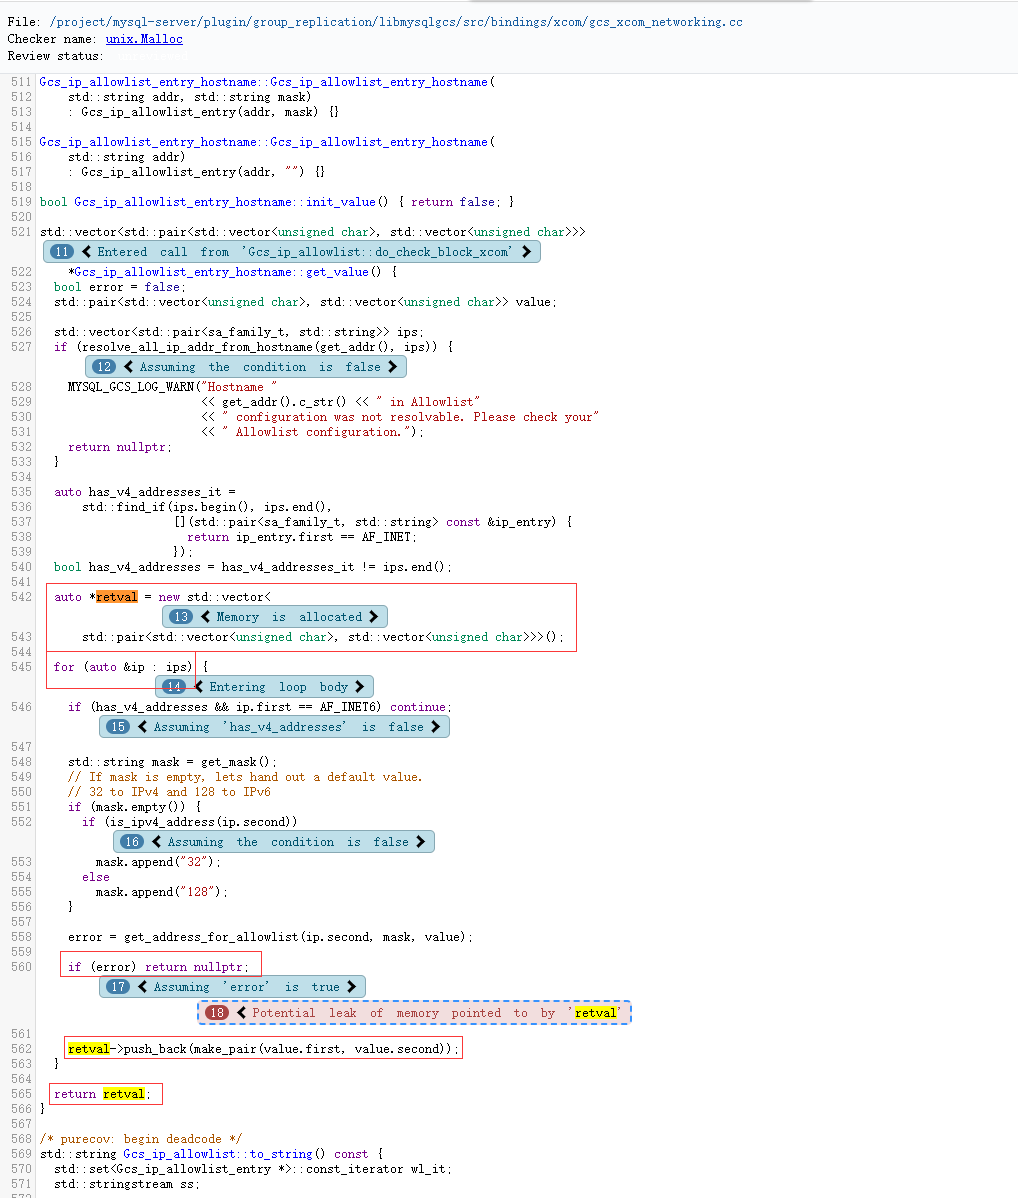 File: /project/mysql-server/plugin/group_replication/libmysqlgcs/src/bindings/xcom/gcs_xcom_networking.cc
Checker name: unix.Malloc
Review status:
511 Gcs_ip_allowlist_entry_hostname::Gcs_ip_allowlist_entry_hostname(
512     std::string addr, std::string mask)
513     : Gcs_ip_allowlist_entry(addr, mask) {}
514
515 Gcs_ip_allowlist_entry_hostname::Gcs_ip_allowlist_entry_hostname(
516     std::string addr)
517     : Gcs_ip_allowlist_entry(addr, "") {}
518
519 bool Gcs_ip_allowlist_entry_hostname::init_value() { return false; }
520
521 std::vector<std::pair<std::vector<unsigned char>, std::vector<unsigned char>>>
11 Entered call from 'Gcs_ip_allowlist::do_check_block_xcom'
522     *Gcs_ip_allowlist_entry_hostname::get_value() {
523   bool error = false;
524   std::pair<std::vector<unsigned char>, std::vector<unsigned char>> value;
525
526   std::vector<std::pair<sa_family_t, std::string>> ips;
527   if (resolve_all_ip_addr_from_hostname(get_addr(), ips)) {
12 Assuming the condition is false
528     MYSQL_GCS_LOG_WARN("Hostname "
529                        << get_addr().c_str() << " in Allowlist"
530                        << " configuration was not resolvable. Please check your"
531                        << " Allowlist configuration.");
532     return nullptr;
533   }
534
535   auto has_v4_addresses_it =
536       std::find_if(ips.begin(), ips.end(),
537                    [](std::pair<sa_family_t, std::string> const &ip_entry) {
538                      return ip_entry.first == AF_INET;
539                    });
540   bool has_v4_addresses = has_v4_addresses_it != ips.end();
541
542   auto *retval = new std::vector<
13 Memory is allocated
543       std::pair<std::vector<unsigned char>, std::vector<unsigned char>>>();
544
545   for (auto &ip : ips) {
14 Entering loop body
546     if (has_v4_addresses && ip.first == AF_INET6) continue;
15 Assuming 'has_v4_addresses' is false
547
548     std::string mask = get_mask();
549     // If mask is empty, lets hand out a default value.
550     // 32 to IPv4 and 128 to IPv6
551     if (mask.empty()) {
552       if (is_ipv4_address(ip.second))
16 Assuming the condition is false
553         mask.append("32");
554       else
555         mask.append("128");
556     }
557
558     error = get_address_for_allowlist(ip.second, mask, value);
559
560     if (error) return nullptr;
17 Assuming 'error' is true
18 Potential leak of memory pointed to by 'retval'
561
562     retval->push_back(make_pair(value.first, value.second));
563   }
564
565   return retval;
566 }
567
568 /* purecov: begin deadcode */
569 std::string Gcs_ip_allowlist::to_string() const {
570   std::set<Gcs_ip_allowlist_entry *>::const_iterator wl_it;
571   std::stringstream ss;